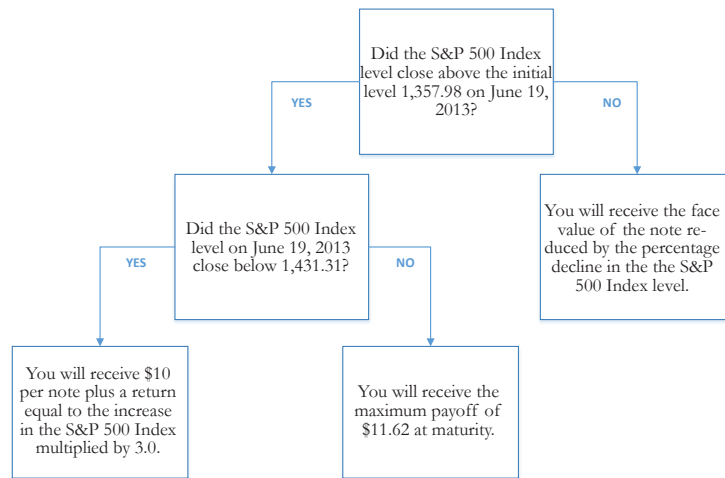 Did the S&P 500 Index
level close above the initial
level 1,357.98 on June 19,
2013?
YES
NO
Did the S&P 500 Index
level on June 19, 2013
close below 1,431.31?
You will receive the face
value of the note re-
duced by the percentage
decline in the the S&P
500 Index level.
YES
NO
You will receive $10
per note plus a return
equal to the increase
in the S&P 500 Index
multiplied by 3.0.
You will receive the
maximum payoff of
$11.62 at maturity.